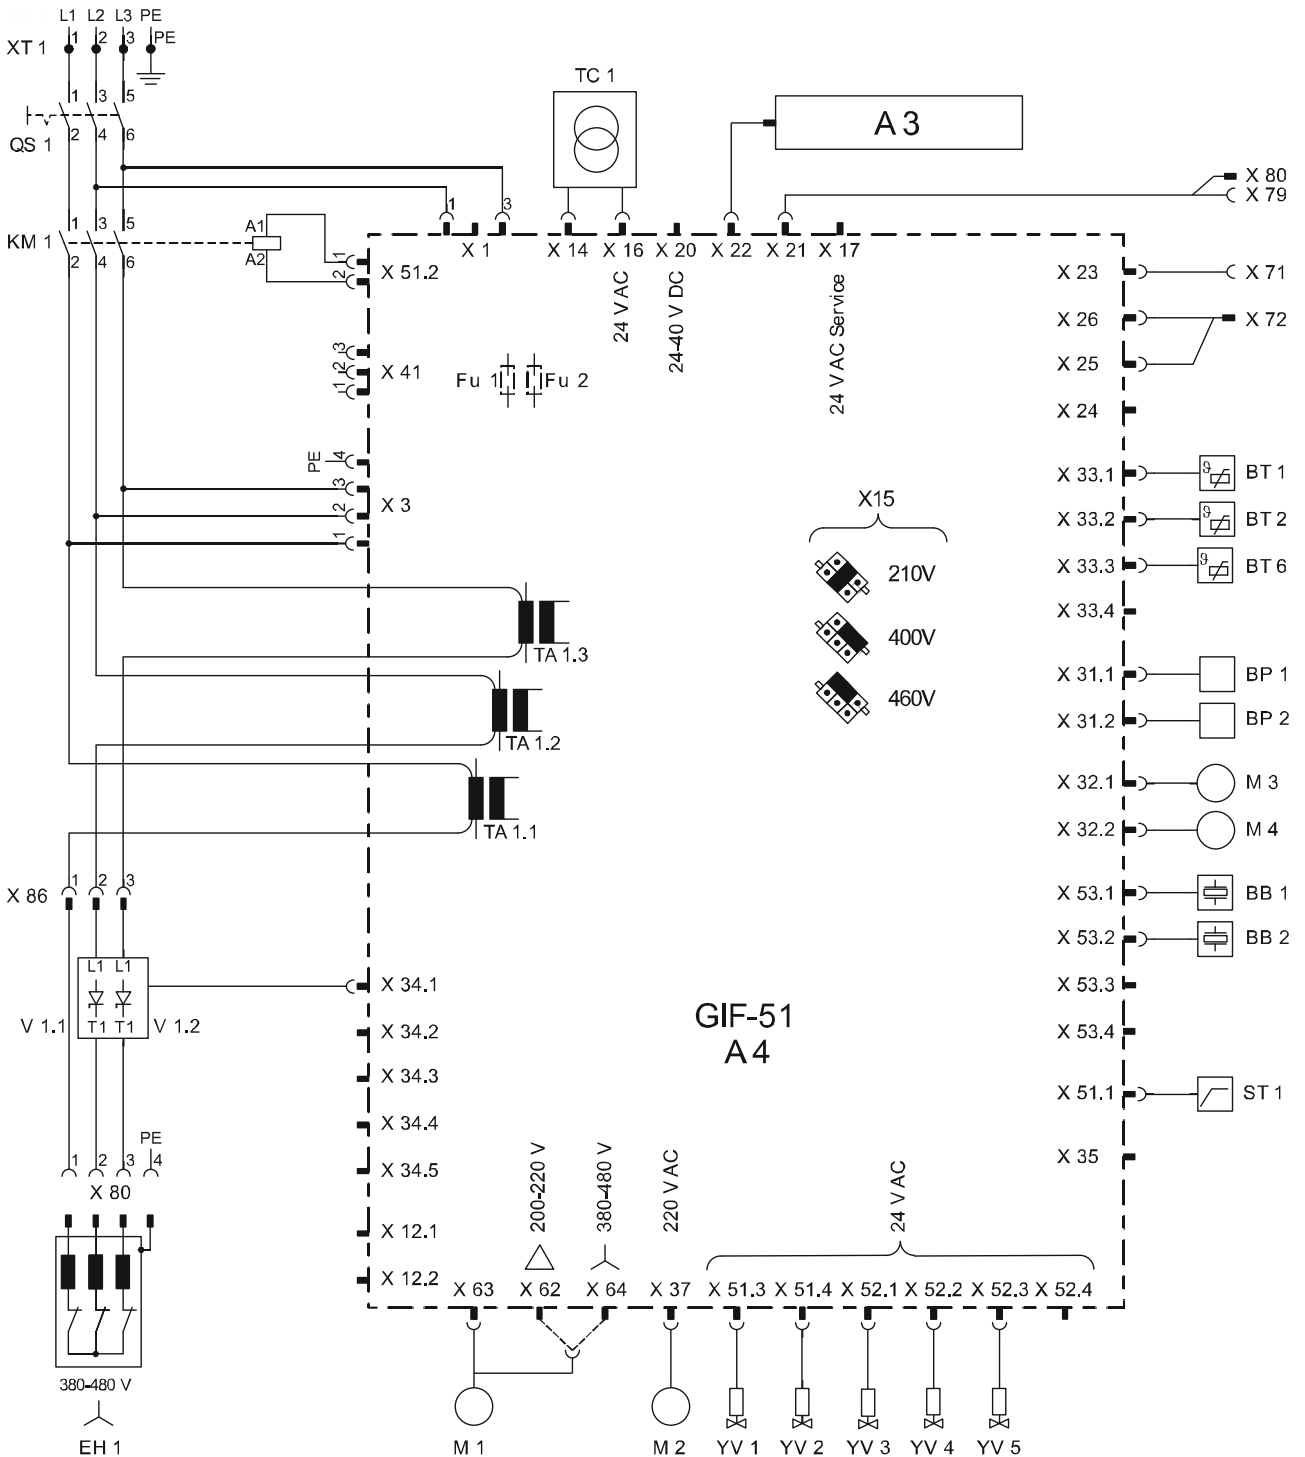 L1 L2 L3 PE
XT 1 1 2 3 PE
1 3 5
QS 1 2 4 6
TC 1
A 3
X 80
X 79
1 3
1 3 5
KM 1
2 4 6
A1
A2
1
2
X 51.2
X 1 X 14 X 16 X 20 X 22 X 21 X 17
24 V AC
24-40 V DC
24 V AC Service
X 23 X 71
X 26 X 72
X 25
X 24
3
2
1
X 41
Fu 1 Fu 2
PE 4
3
2
1
X 3
X 33.1 BT 1
X 33.2 BT 2
X 33.3 BT 6
X 33.4
ϑ
ϑ
ϑ
X15
210V
400V
460V
TA 1.3
TA 1.2
TA 1.1
X 31.1 BP 1
X 31.2 BP 2
X 32.1 M 3
X 32.2 M 4
X 53.1 BB 1
X 53.2 BB 2
X 53.3
X 53.4
X 51.1 ST 1
X 35
X 86 1 2 3
L1 L1
V 1.1 T1 T1 V 1.2
X 34.1
X 34.2
X 34.3
X 34.4
X 34.5
X 12.1
X 12.2
GIF-51
A 4
PE
1 2 3 4
X 80
380-480 V
EH 1
200-220 V
380-480 V
220 V AC
24 V AC
X 63 X 62 X 64 X 37 X 51.3 X 51.4 X 52.1 X 52.2 X 52.3 X 52.4
M 1 M 2 YV 1 YV 2 YV 3 YV 4 YV 5